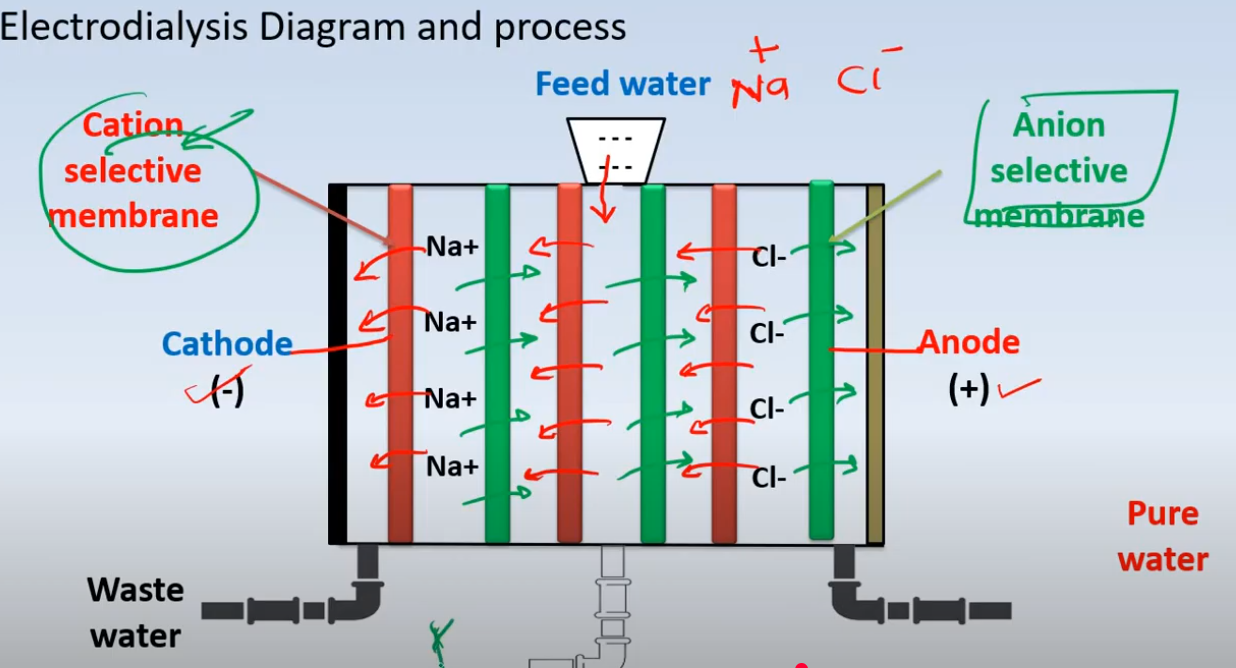 Electrodialysis Diagram and process
+ -
Feed water Na Cl
---
---
Cation
selective
membrane
Anion
selective
membrane
Na+
Cl-
Na+
Cl-
Na+
Cl-
Na+
Cl-
Cathode
(-)
Anode
(+)
Pure
water
Waste
water